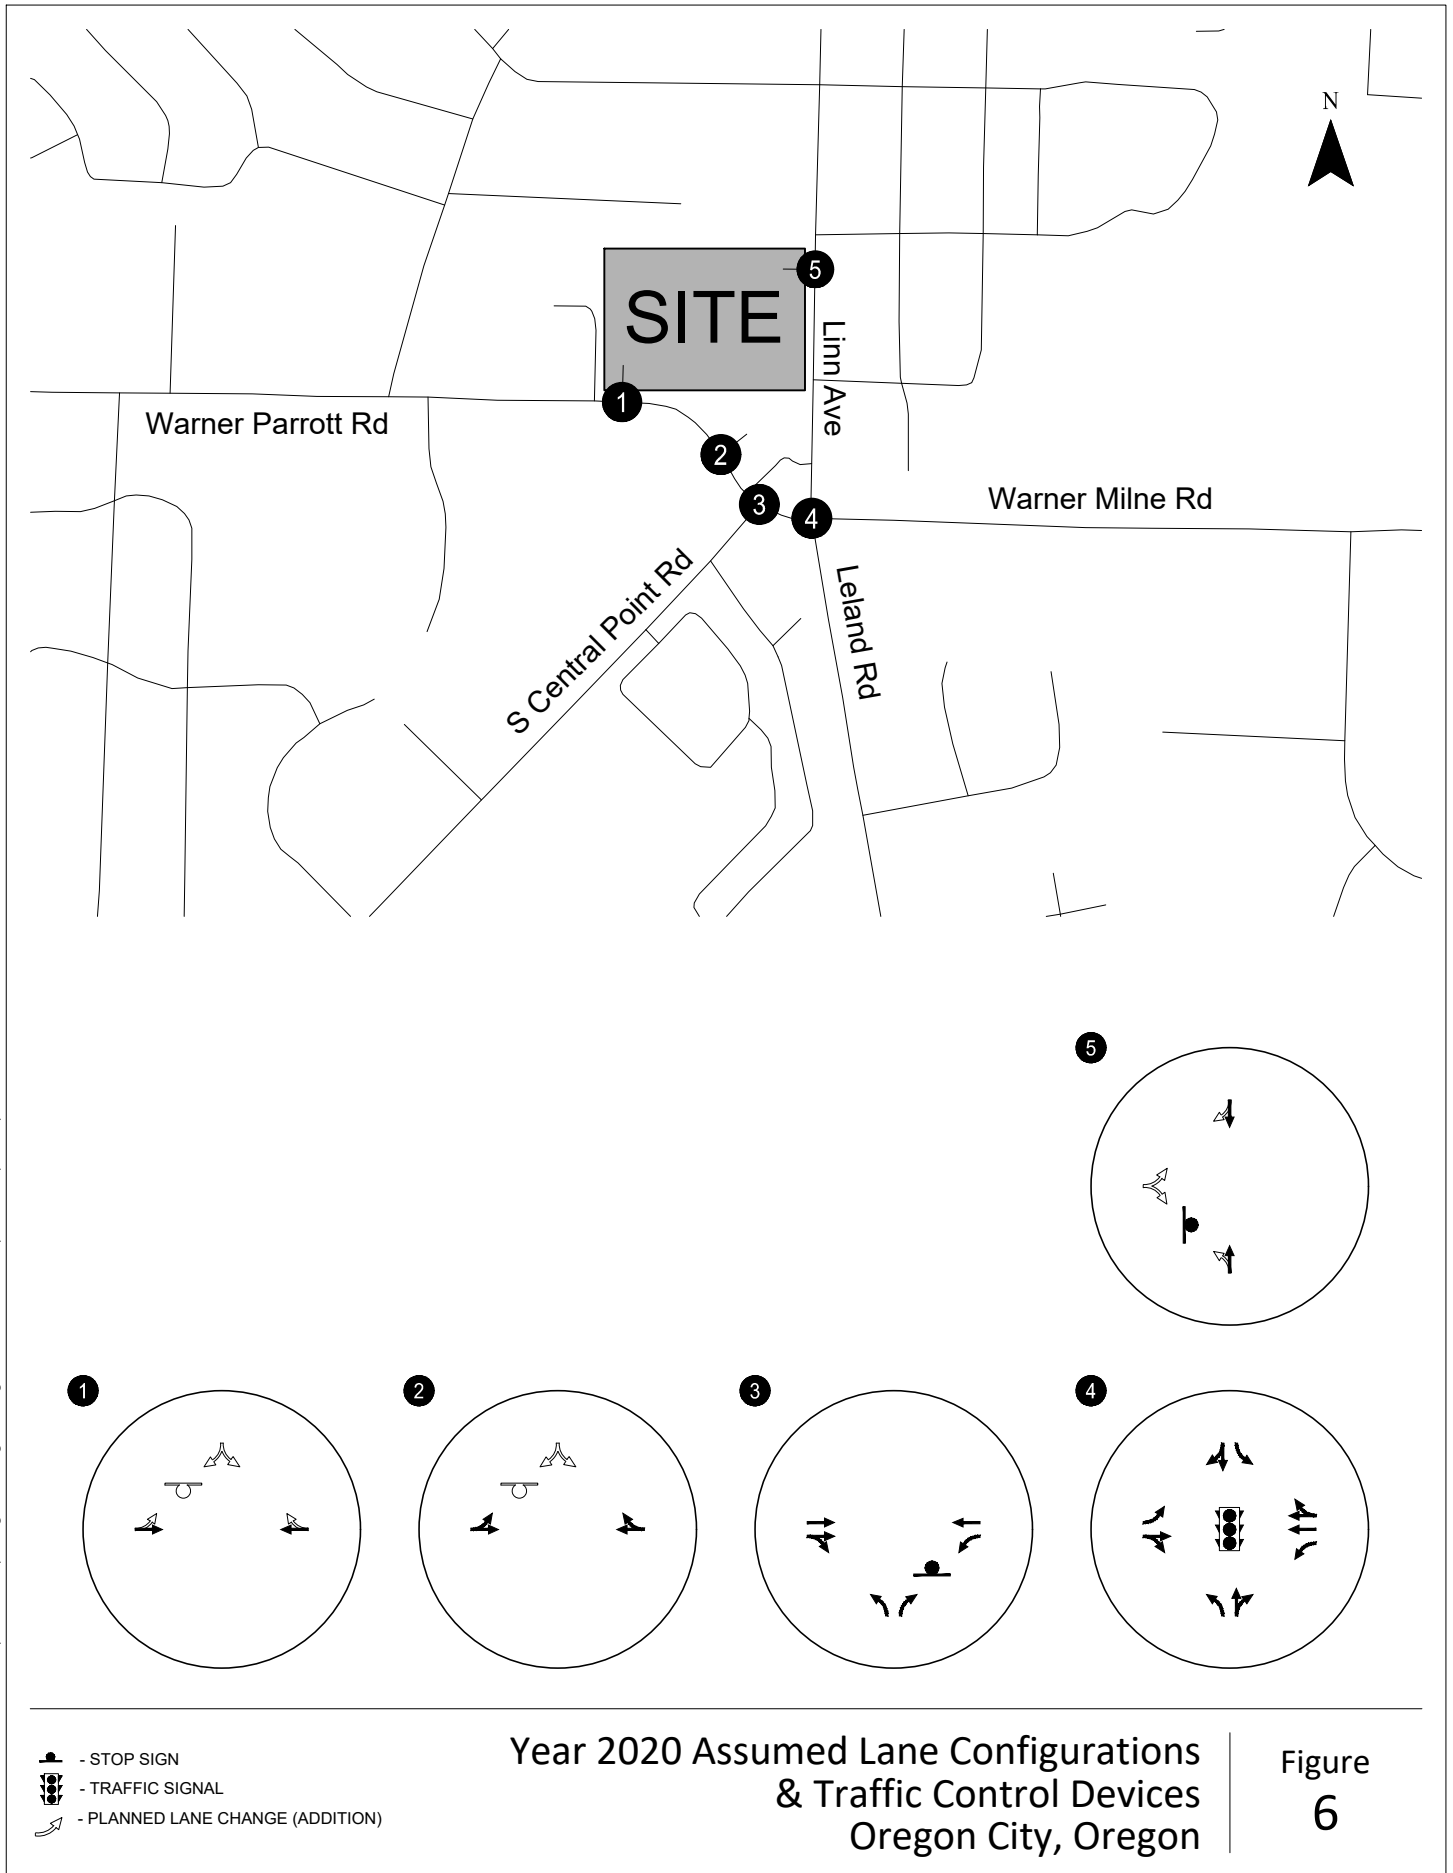 N
SITE
5
Linn Ave
1
Warner Parrott Rd
2
3
4
Warner Milne Rd
S Central Point Rd
Leland Rd
5
1
2
3
4
- STOP SIGN
- TRAFFIC SIGNAL
- PLANNED LANE CHANGE (ADDITION)
Year 2020 Assumed Lane Configurations
& Traffic Control Devices
Oregon City, Oregon
Figure
6